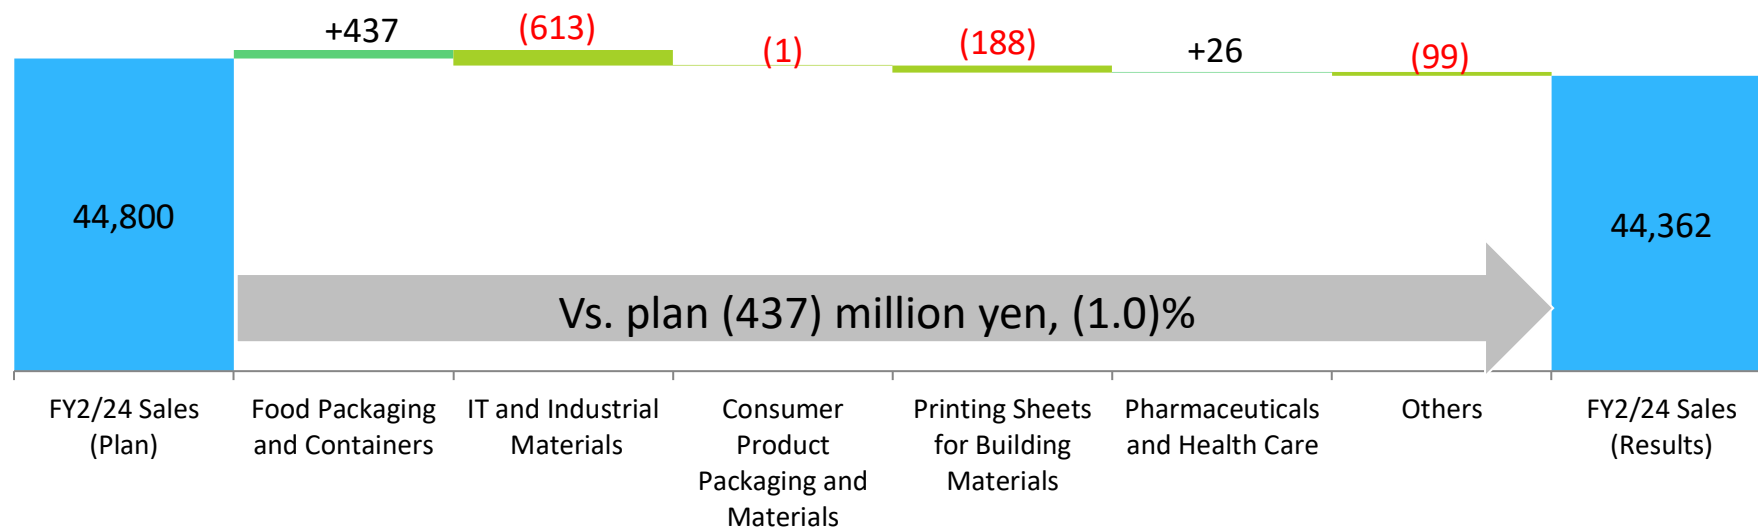 +437
(613)
(1)
(188)
+26
(99)
44,800
44,362
Vs. plan (437) million yen, (1.0)%
FY2/24 Sales
(Plan)
Food Packaging
and Containers
IT and Industrial
Materials
Consumer
Product
Packaging and
Materials
Printing Sheets
for Building
Materials
Pharmaceuticals
and Health Care
Others
FY2/24 Sales
(Results)